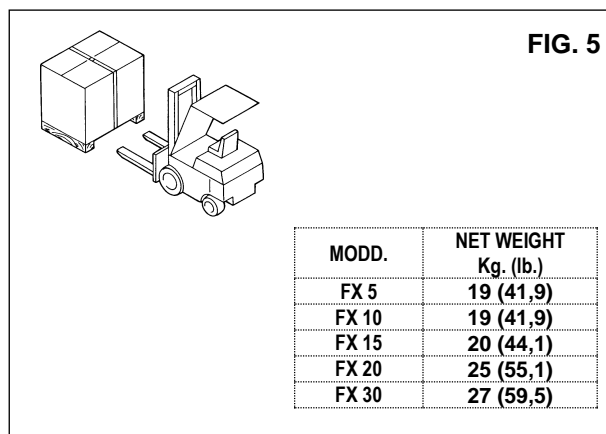 FIG. 5
MODD. NET WEIGHT
Kg. (lb.)
FX 5 19 (41,9)
FX 10 19 (41,9)
FX 15 20 (44,1)
FX 20 25 (55,1)
FX 30 27 (59,5)